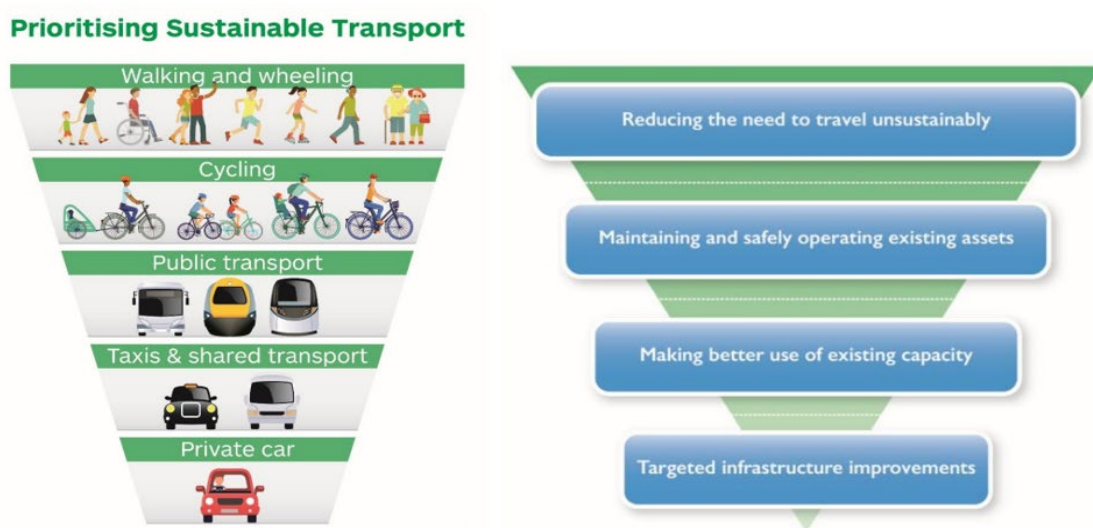 Prioritising Sustainable Transport
Walking and wheeling
Cycling
Public transport
Taxis & shared transport
Private car
Reducing the need to travel unsustainably
Maintaining and safely operating existing assets
Making better use of existing capacity
Targeted infrastructure improvements